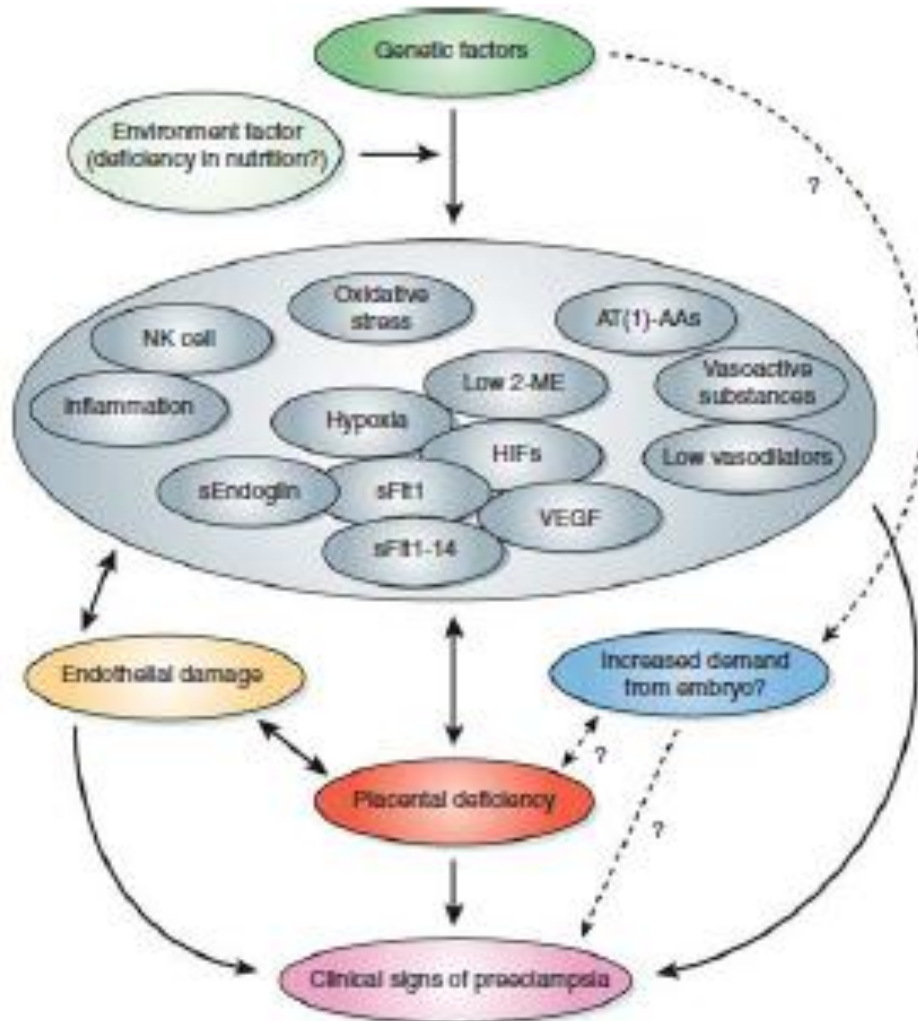 Genetic factors
Environment factor
(deficiency in nutrition?)
?
Oxidative
stress
AT(1)-AAs
NK cell
Low 2-ME
Vasoactive
substances
Inflammation
Hypoxia
HIFs
Low vasodilators
sEndoglin
sFlt1
VEGF
sFlt1-14
Endothelial damage
Increased demand
from embryo?
?
Placental deficiency
?
Clinical signs of preeclampsia